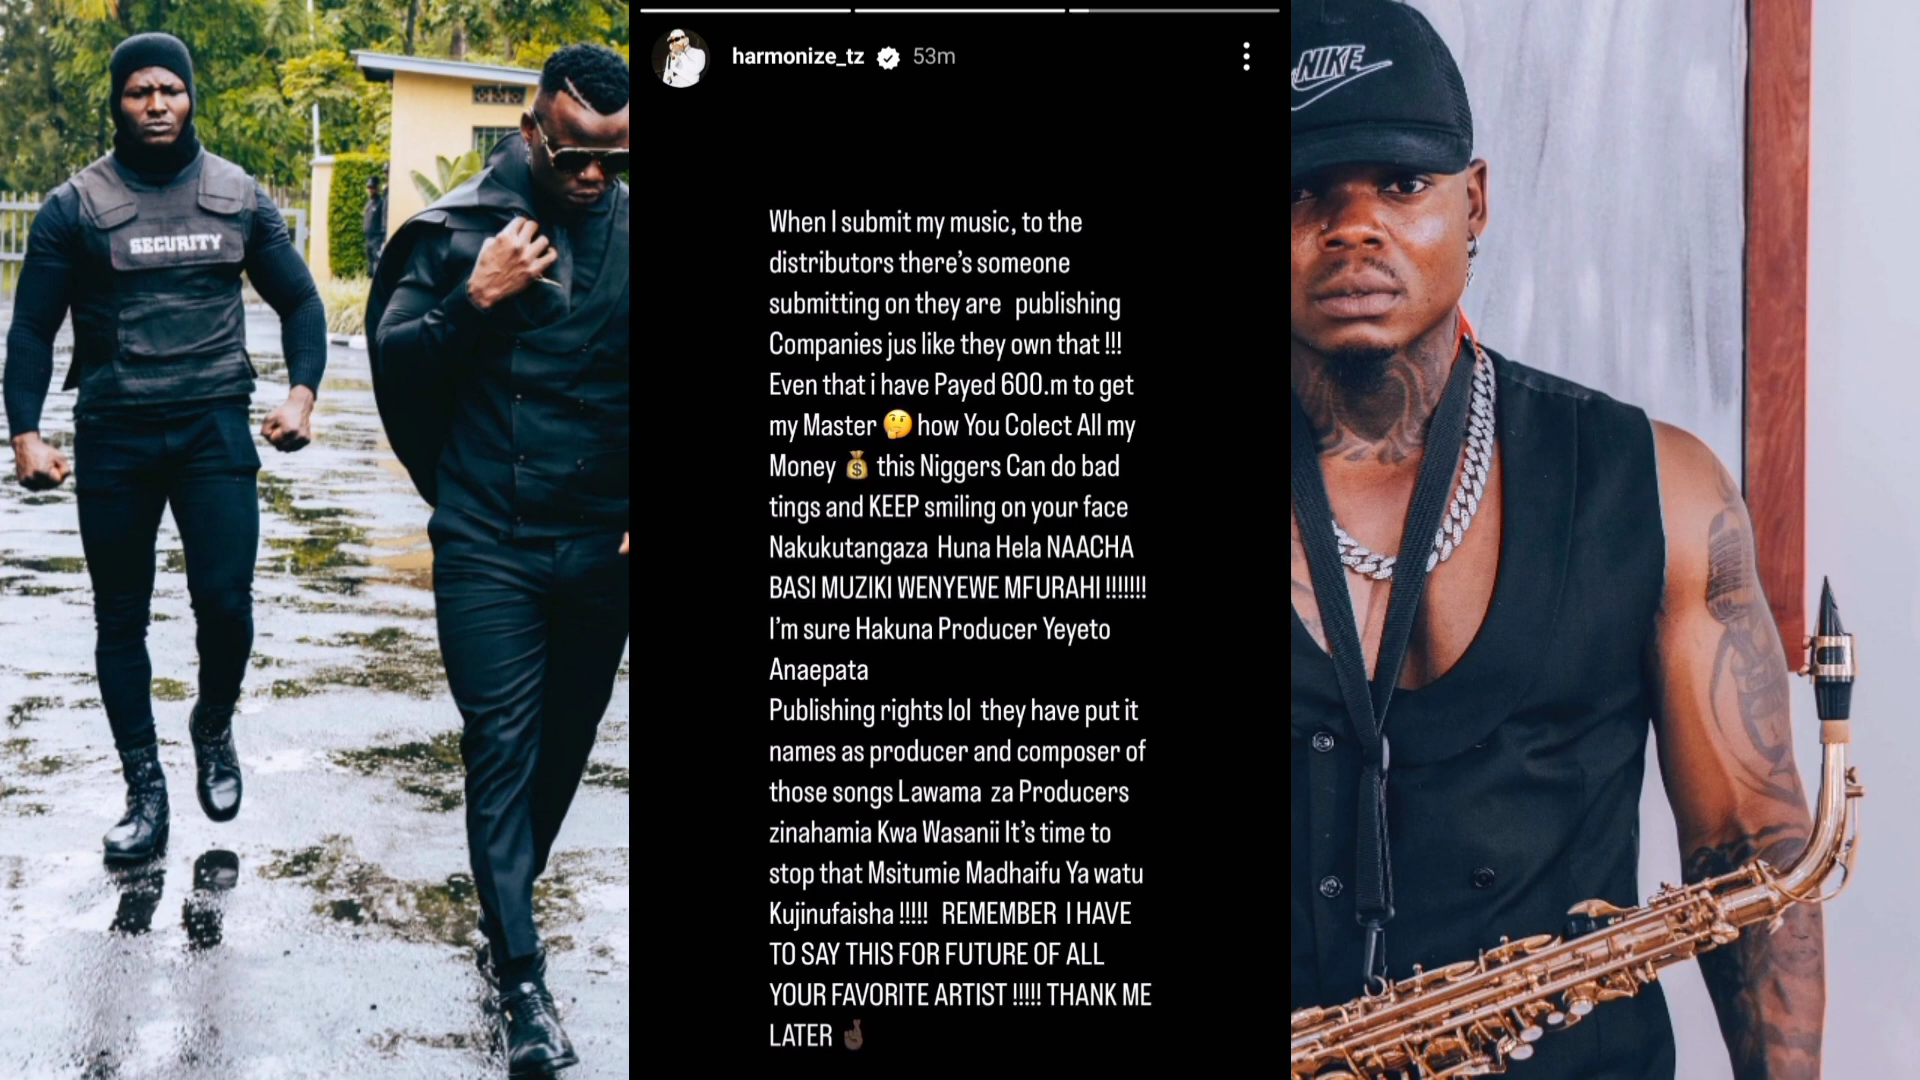 SECURITY
harmonize_tz 53m
When I submit my music, to the
distributors there's someone
submitting on they are publishing
Companies jus like they own that !!!
Even that i have Payed 600.m to get
my Master 🤔 how You Colect All my
Money 💰 this Niggers Can do bad
tings and KEEP smiling on your face
Nakukutangaza Huna Hela NAACHA
BASI MUZIKI WENYEWE MFURAHI !!!!!!!
I'm sure Hakuna Producer Yeyeto
Anaepata
Publishing rights lol they have put it
names as producer and composer of
those songs Lawama za Producers
zinahamia Kwa Wasanii It's time to
stop that Msitumie Madhaifu Ya watu
Kujinufaisha !!!!! REMEMBER I HAVE
TO SAY THIS FOR FUTURE OF ALL
YOUR FAVORITE ARTIST !!!!! THANK ME
LATER 🤞🏿
NIKE